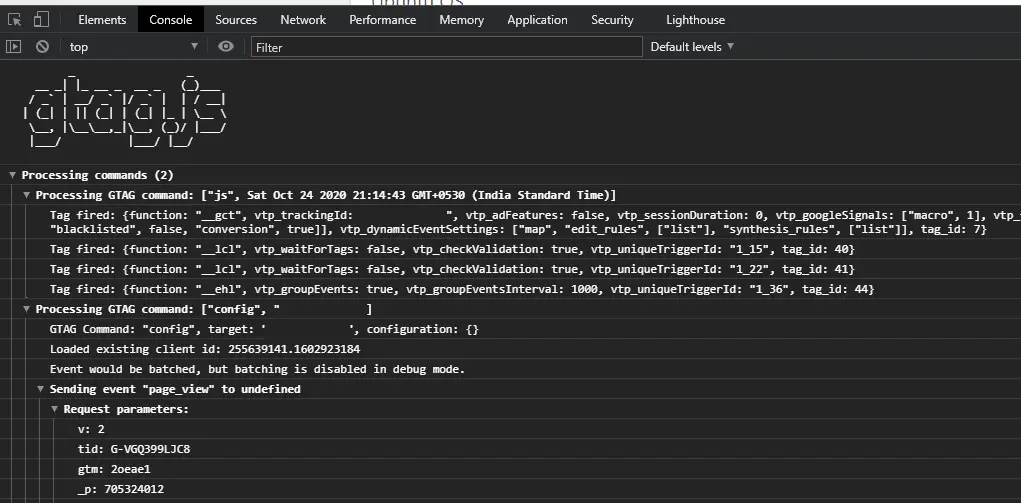 Ubuntu OS
Elements Console Sources Network Performance Memory Application Security Lighthouse
top Filter Default levels
gtag.js
Processing commands (2)
Processing GTAG command: ["js", Sat Oct 24 2020 21:14:43 GMT+0530 (India Standard Time)]
Tag fired: {function: "__gct", vtp_trackingId: ", vtp_adFeatures: false, vtp_sessionDuration: 0, vtp_googleSignals: ["macro", 1], vtp_
"blacklisted", false, "conversion", true]], vtp_dynamicEventSettings: ["map", "edit_rules", ["list"], "synthesis_rules", ["list"]], tag_id: 7}
Tag fired: {function: "__lcl", vtp_waitForTags: false, vtp_checkValidation: true, vtp_uniqueTriggerId: "1_15", tag_id: 40}
Tag fired: {function: "__lcl", vtp_waitForTags: false, vtp_checkValidation: true, vtp_uniqueTriggerId: "1_22", tag_id: 41}
Tag fired: {function: "__ehl", vtp_groupEvents: true, vtp_groupEventsInterval: 1000, vtp_uniqueTriggerId: "1_36", tag_id: 44}
Processing GTAG command: ["config", " ]
GTAG Command: "config", target: ' ', configuration: {}
Loaded existing client id: 255639141.1602923184
Event would be batched, but batching is disabled in debug mode.
Sending event "page_view" to undefined
Request parameters:
v: 2
tid: G-VGQ399LJC8
gtm: 2oeae1
_p: 705324012